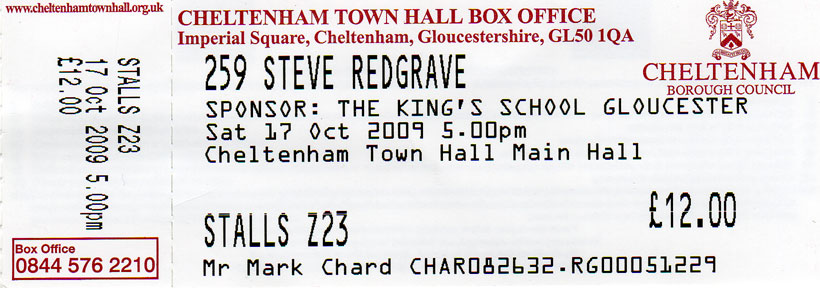 www.cheltenhamtownhall.org.uk
STALLS Z23
17 Oct 2009 5.00pm
£12.00
Box Office
0844 576 2210
CHELTENHAM TOWN HALL BOX OFFICE
Imperial Square, Cheltenham, Gloucestershire, GL50 1QA
CHELTENHAM
BOROUGH COUNCIL
259 STEVE REDGRAVE
SPONSOR: THE KING'S SCHOOL GLOUCESTER
Sat 17 Oct 2009 5.00pm
Cheltenham Town Hall Main Hall
£12.00
STALLS Z23
Mr Mark Chard CHAR082632.RG00051229